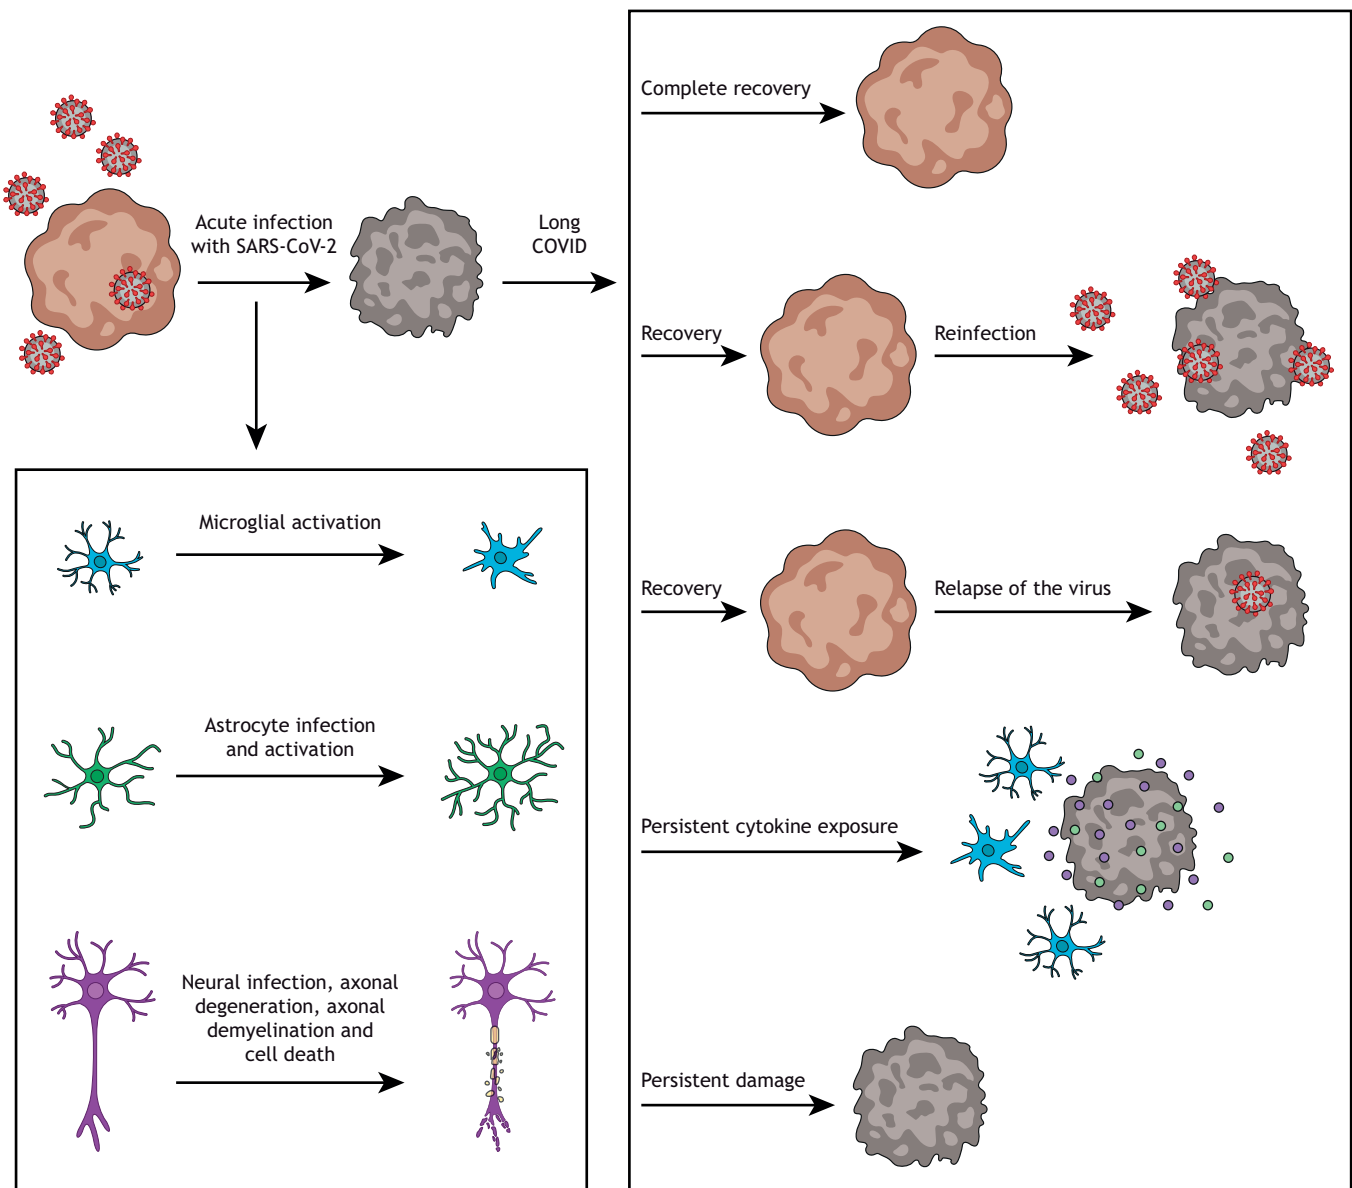 Acute infection
with SARS-CoV-2
Long
COVID
Complete recovery
Recovery
Reinfection
Recovery
Relapse of the virus
Persistent cytokine exposure
Persistent damage
Microglial activation
Astrocyte infection
and activation
Neural infection, axonal
degeneration, axonal
demyelination and
cell death